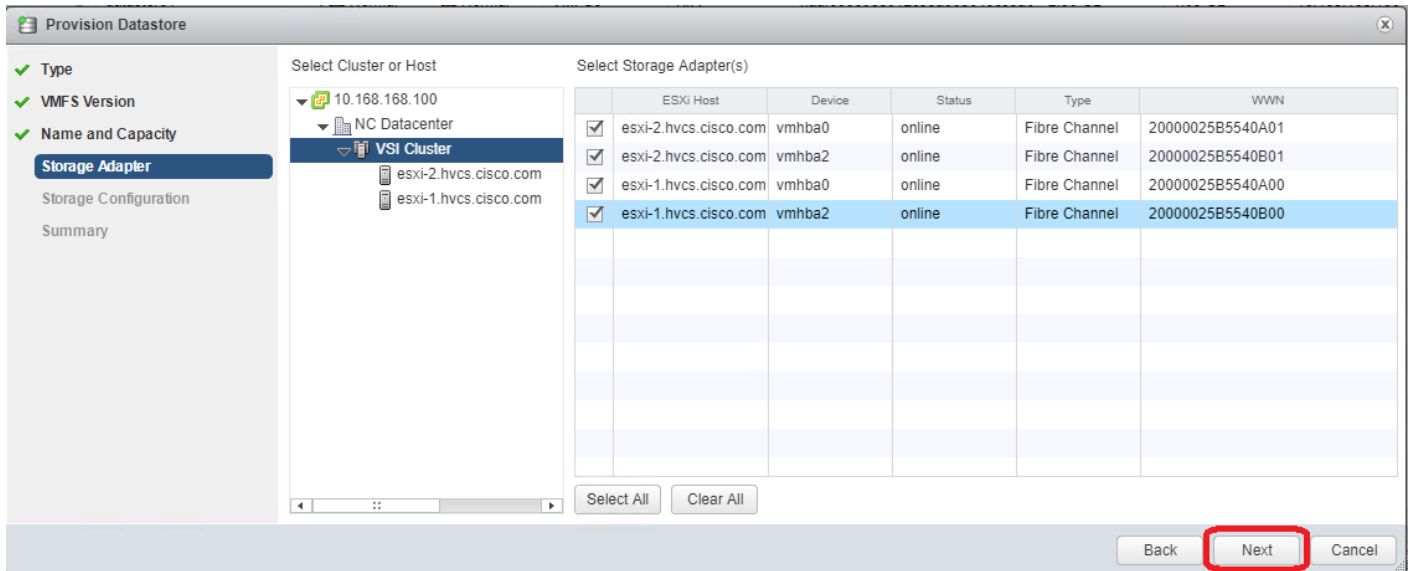 Provision Datastore
Type
VMFS Version
Name and Capacity
Storage Adapter
Storage Configuration
Summary
Select Cluster or Host
10.168.168.100
NC Datacenter
VSI Cluster
esxi-2.hvcs.cisco.com
esxi-1.hvcs.cisco.com
Select Storage Adapter(s)
ESXi Host Device Status Type WWN
esxi-2.hvcs.cisco.com vmhba0 online Fibre Channel 20000025B5540A01
esxi-2.hvcs.cisco.com vmhba2 online Fibre Channel 20000025B5540B01
esxi-1.hvcs.cisco.com vmhba0 online Fibre Channel 20000025B5540A00
esxi-1.hvcs.cisco.com vmhba2 online Fibre Channel 20000025B5540B00
Select All Clear All
Back Next Cancel